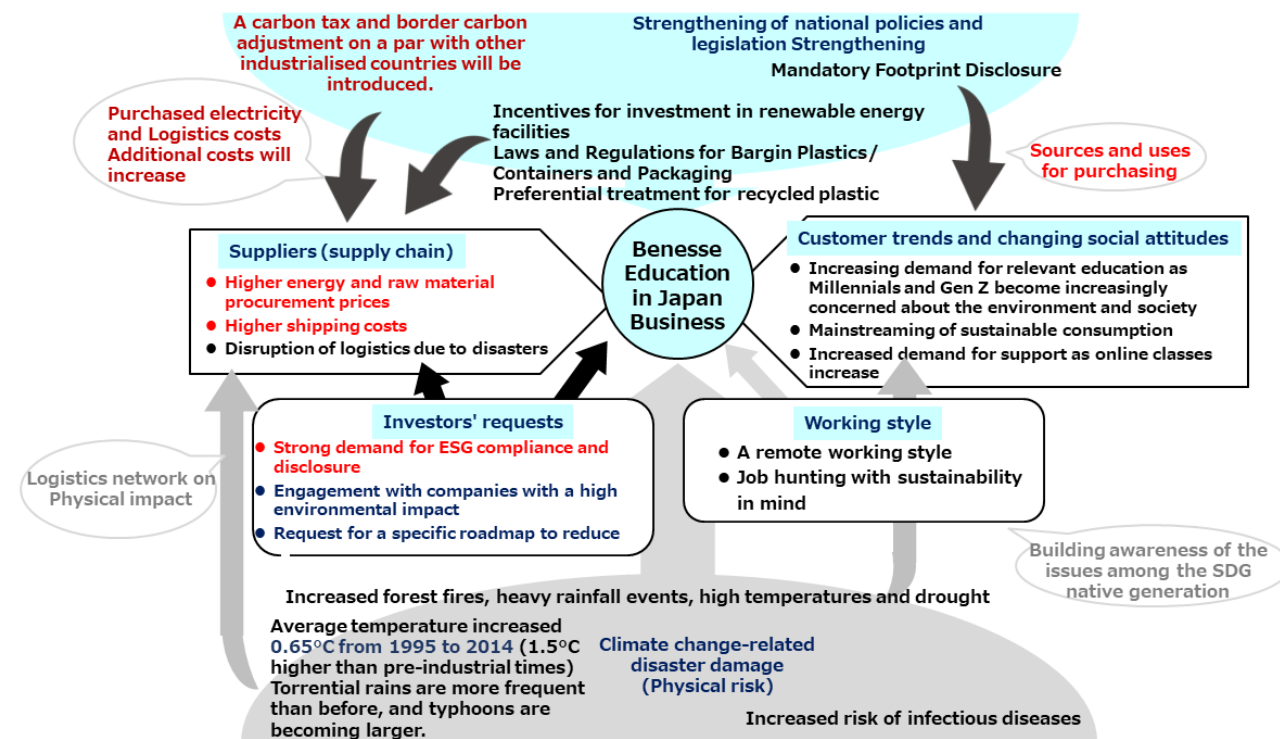 A carbon tax and border carbon
adjustment on a par with other
industrialised countries will be
introduced.
Strengthening of national policies and
legislation Strengthening
Mandatory Footprint Disclosure
Purchased electricity
and Logistics costs
Additional costs will
increase
Incentives for investment in renewable energy
facilities
Laws and Regulations for Bargin Plastics/
Containers and Packaging
Preferential treatment for recycled plastic
Sources and uses
for purchasing
Suppliers (supply chain)
● Higher energy and raw material
procurement prices
● Higher shipping costs
● Disruption of logistics due to disasters
Benesse
Education
in Japan
Business
Customer trends and changing social attitudes
● Increasing demand for relevant education as
Millennials and Gen Z become increasingly
concerned about the environment and society
● Mainstreaming of sustainable consumption
● Increased demand for support as online classes
increase
Investors' requests
● Strong demand for ESG compliance and
disclosure
● Engagement with companies with a high
environmental impact
● Request for a specific roadmap to reduce
Working style
● A remote working style
● Job hunting with sustainability
in mind
Logistics network on
Physical impact
Building awareness of the
issues among the SDG
native generation
Increased forest fires, heavy rainfall events, high temperatures and drought
Average temperature increased
0.65°C from 1995 to 2014 (1.5°C
higher than pre-industrial times)
Torrential rains are more frequent
than before, and typhoons are
becoming larger.
Climate change-related
disaster damage
(Physical risk)
Increased risk of infectious diseases